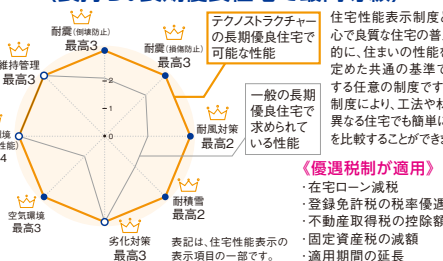 耐震(倒壊防止)
最高3
耐震(損傷防止)
最高3
維持管理
最高3
2
1
0
耐風対策
最高2
耐積雪
最高2
劣化対策
最高3
空気環境
最高3
テクノストラクチャー
の長期優良住宅で
可能な性能
一般の長期
優良住宅で
求められて
いる性能
表記は、住宅性能表示の
表示項目の一部です。
住宅性能表示制度
心で良質な住宅の普
的に、住まいの性能を
定めた共通の基準で
する任意の制度です
制度により、工法や材
異なる住宅でも簡単に
を比較することができま
《優遇税制が適用》
・在宅ローン減税
・登録免許税の税率優遇
・不動産取得税の控除額
・固定資産税の減額
・適用期間の延長